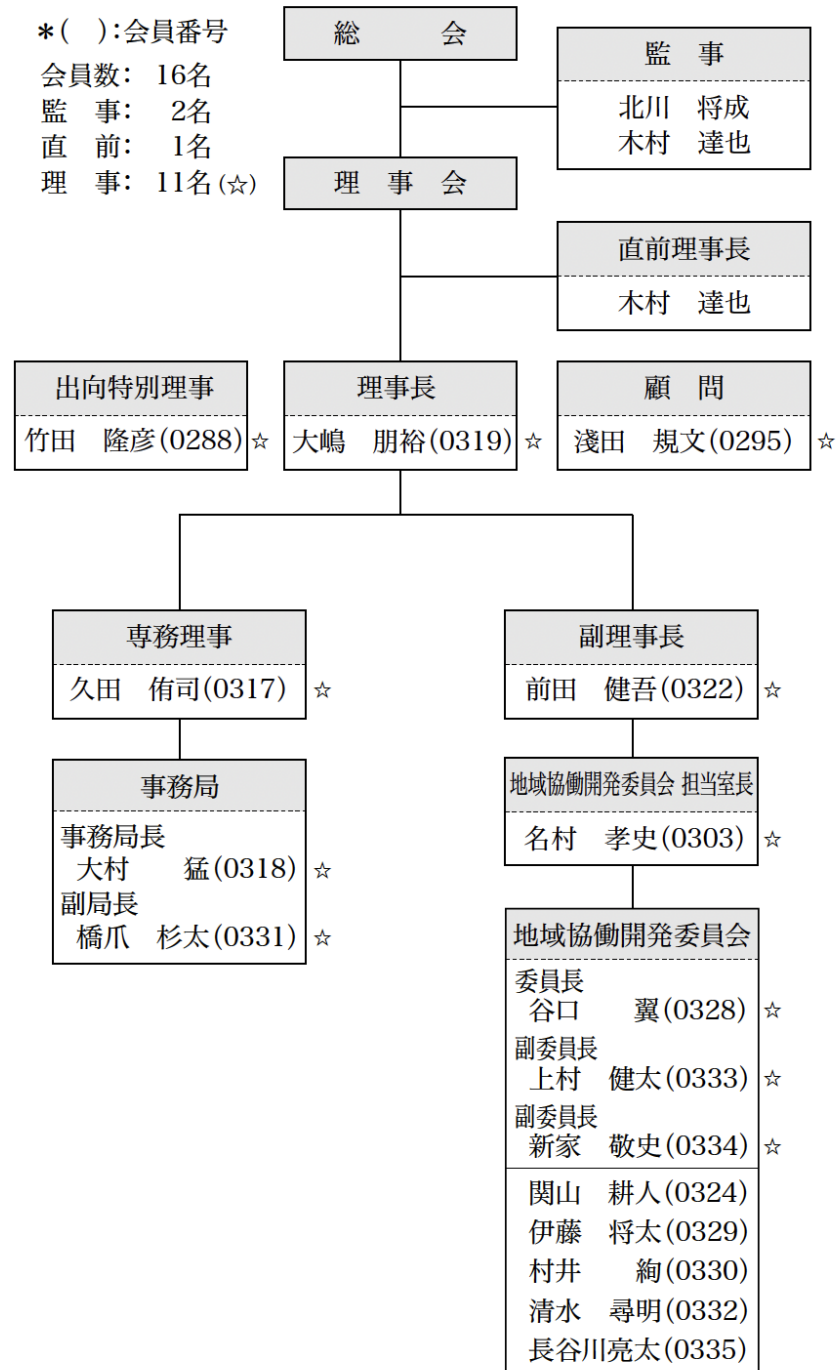 *( ):会員番号
会員数: 16名
監 事: 2名
直 前: 1名
理 事: 11名(☆)
総 会
監 事
北川 将成
木村 達也
理 事 会
直前理事長
木村 達也
出向特別理事
竹田 隆彦(0288)☆
理事長
大嶋 朋裕(0319)☆
顧 問
淺田 規文(0295)☆
専務理事
久田 侑司(0317)☆
事務局
事務局長
大村 猛(0318)☆
副局長
橋爪 杉太(0331)☆
副理事長
前田 健吾(0322)☆
地域協働開発委員会 担当室長
名村 孝史(0303)☆
地域協働開発委員会
委員長
谷口 翼(0328)☆
副委員長
上村 健太(0333)☆
副委員長
新家 敬史(0334)☆
関山 耕人(0324)
伊藤 将太(0329)
村井 絢(0330)
清水 尋明(0332)
長谷川亮太(0335)